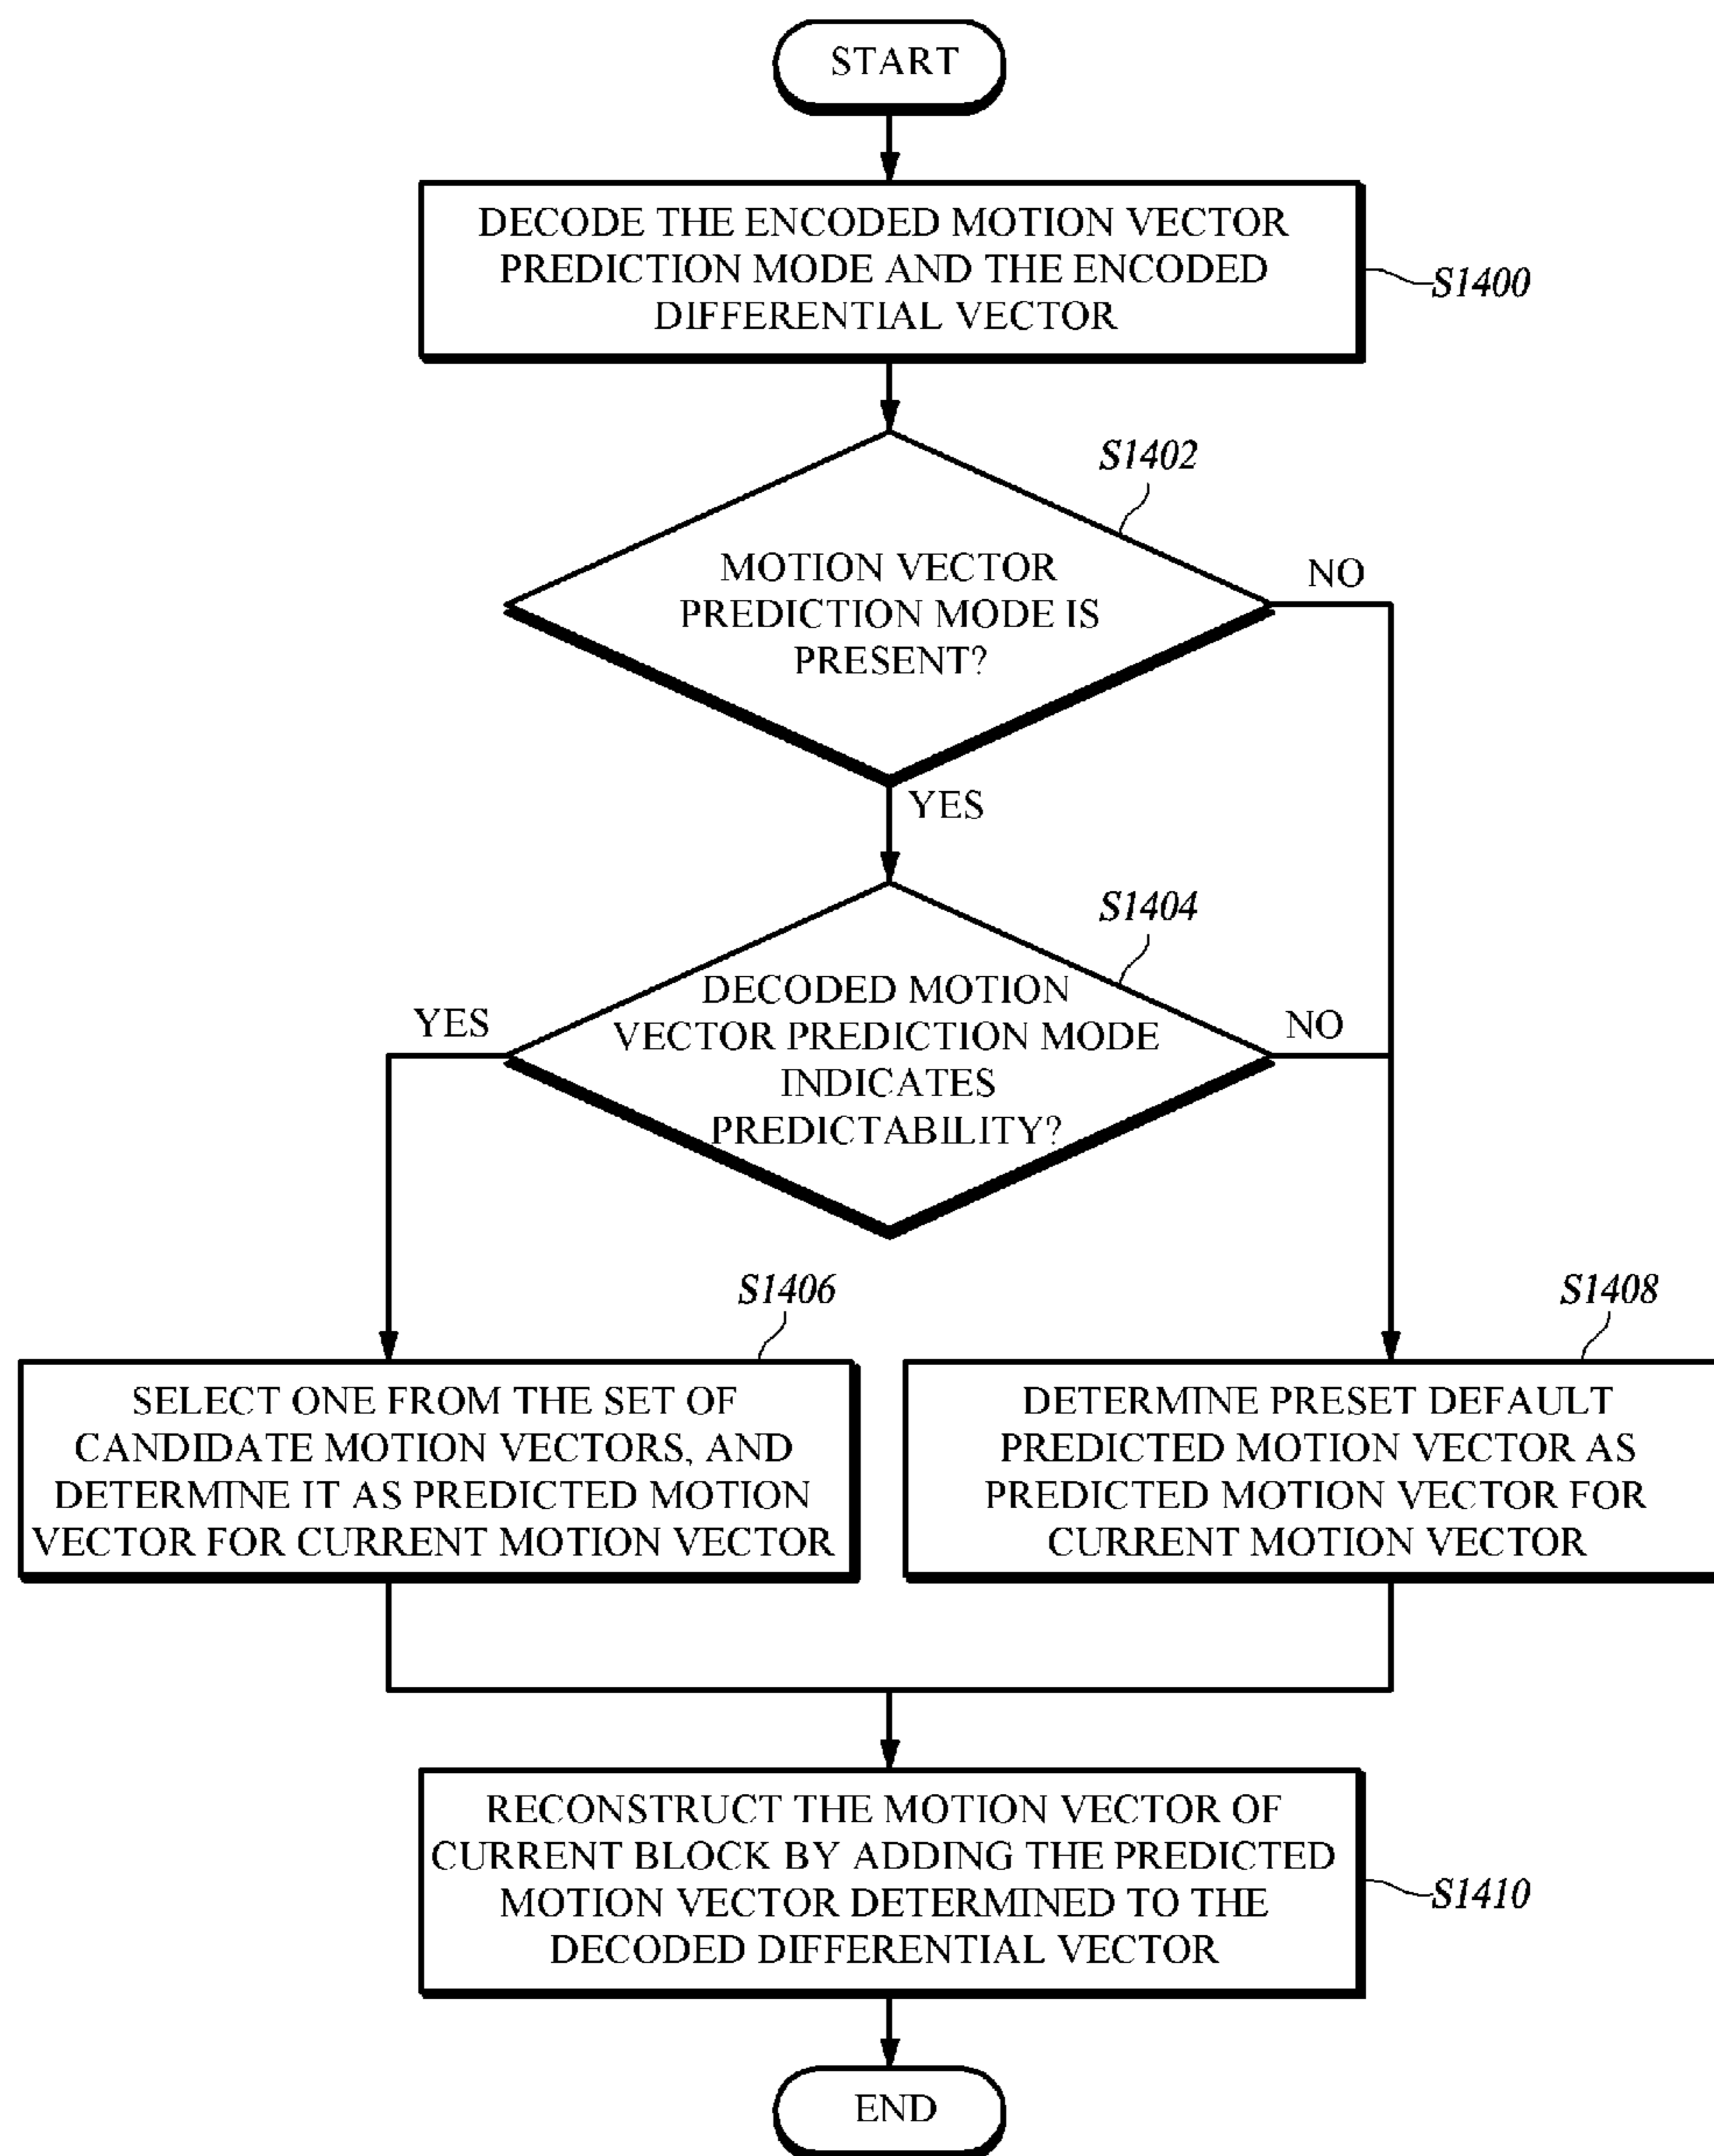 START
DECODE THE ENCODED MOTION VECTOR
PREDICTION MODE AND THE ENCODED
DIFFERENTIAL VECTOR
S1400
S1402
MOTION VECTOR
PREDICTION MODE IS
PRESENT?
NO
YES
S1404
DECODED MOTION
VECTOR PREDICTION MODE
INDICATES
PREDICTABILITY?
YES
NO
S1406
SELECT ONE FROM THE SET OF
CANDIDATE MOTION VECTORS, AND
DETERMINE IT AS PREDICTED MOTION
VECTOR FOR CURRENT MOTION VECTOR
S1408
DETERMINE PRESET DEFAULT
PREDICTED MOTION VECTOR AS
PREDICTED MOTION VECTOR FOR
CURRENT MOTION VECTOR
RECONSTRUCT THE MOTION VECTOR OF
CURRENT BLOCK BY ADDING THE PREDICTED
MOTION VECTOR DETERMINED TO THE
DECODED DIFFERENTIAL VECTOR
S1410
END